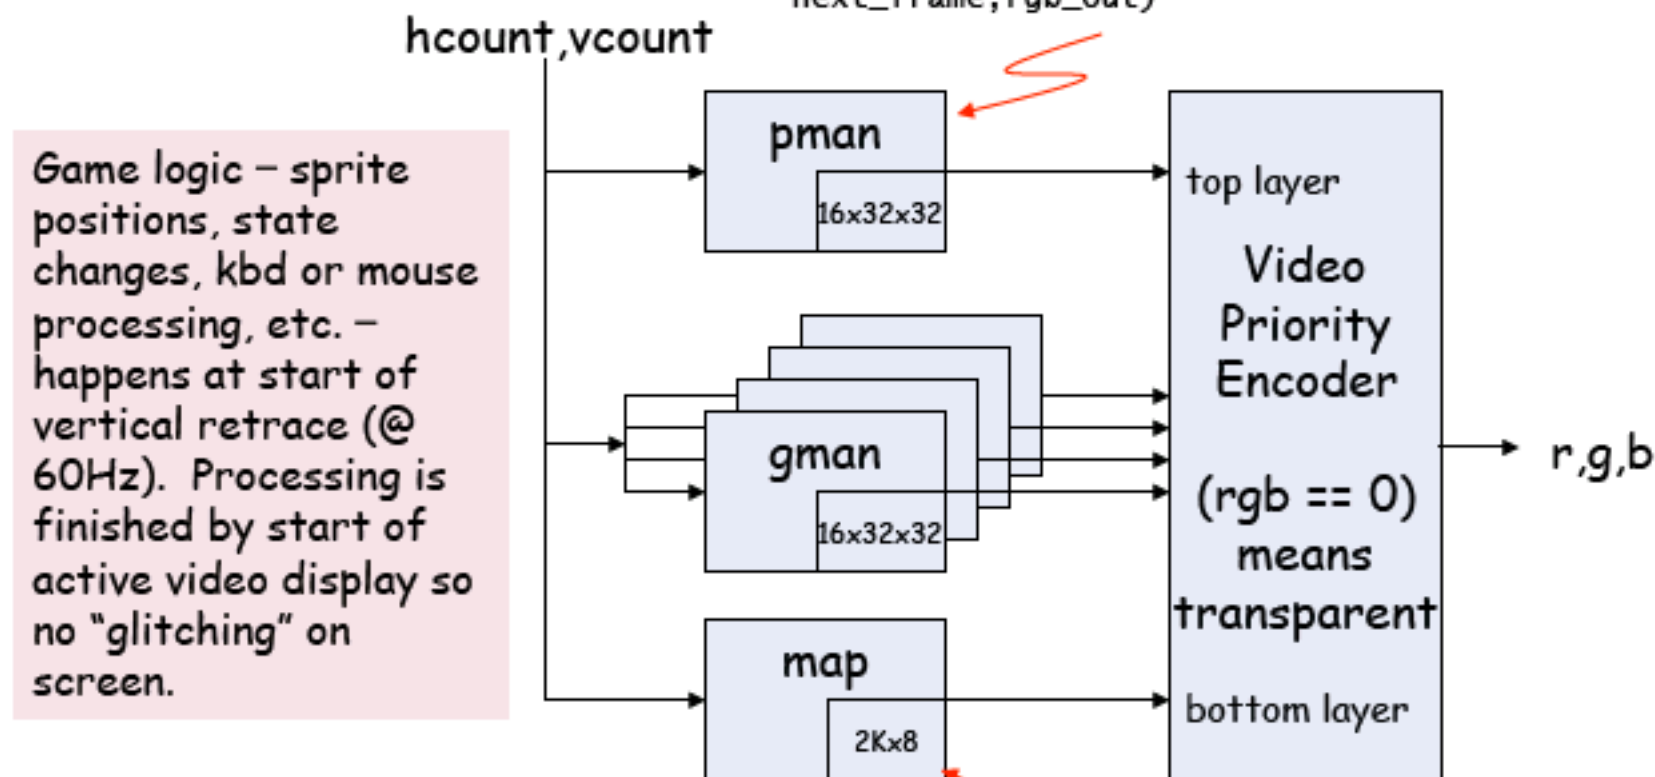 next_frame,rgb_out)
hcount,vcount
Game logic – sprite
positions, state
changes, kbd or mouse
processing, etc. –
happens at start of
vertical retrace (@
60Hz). Processing is
finished by start of
active video display so
no “glitching” on
screen.
pman
16x32x32
gman
16x32x32
map
2Kx8
top layer
Video
Priority
Encoder
(rgb == 0)
means
transparent
bottom layer
r,g,b